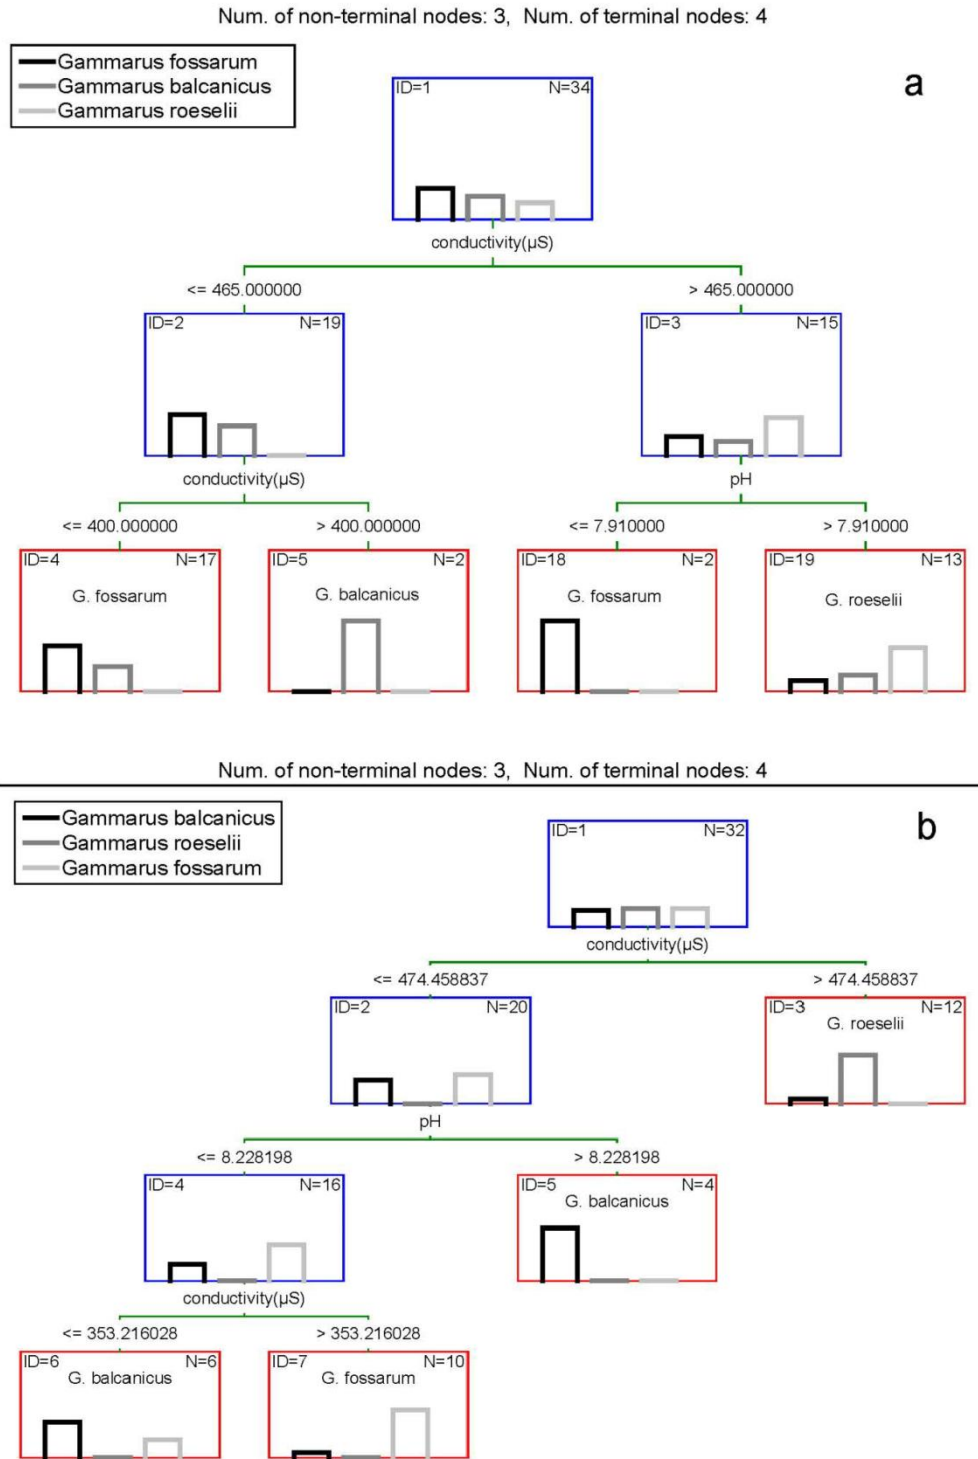 Num. of non-terminal nodes: 3, Num. of terminal nodes: 4
Gammarus fossarum
Gammarus balcanicus
Gammarus roeselii
a
ID=1 N=34
conductivity(µS)
<= 465.000000 > 465.000000
ID=2 N=19 ID=3 N=15
conductivity(µS) pH
<= 400.000000 > 400.000000 <= 7.910000 > 7.910000
ID=4 N=17 ID=5 N=2 ID=18 N=2 ID=19 N=13
G. fossarum G. balcanicus G. fossarum G. roeselii
Num. of non-terminal nodes: 3, Num. of terminal nodes: 4
Gammarus balcanicus
Gammarus roeselii
Gammarus fossarum
b
ID=1 N=32
conductivity(µS)
<= 474.458837 > 474.458837
ID=2 N=20 ID=3 N=12
G. roeselii
pH
<= 8.228198 > 8.228198
ID=4 N=16 ID=5 N=4
G. balcanicus
conductivity(µS)
<= 353.216028 > 353.216028
ID=6 N=6 ID=7 N=10
G. balcanicus G. fossarum